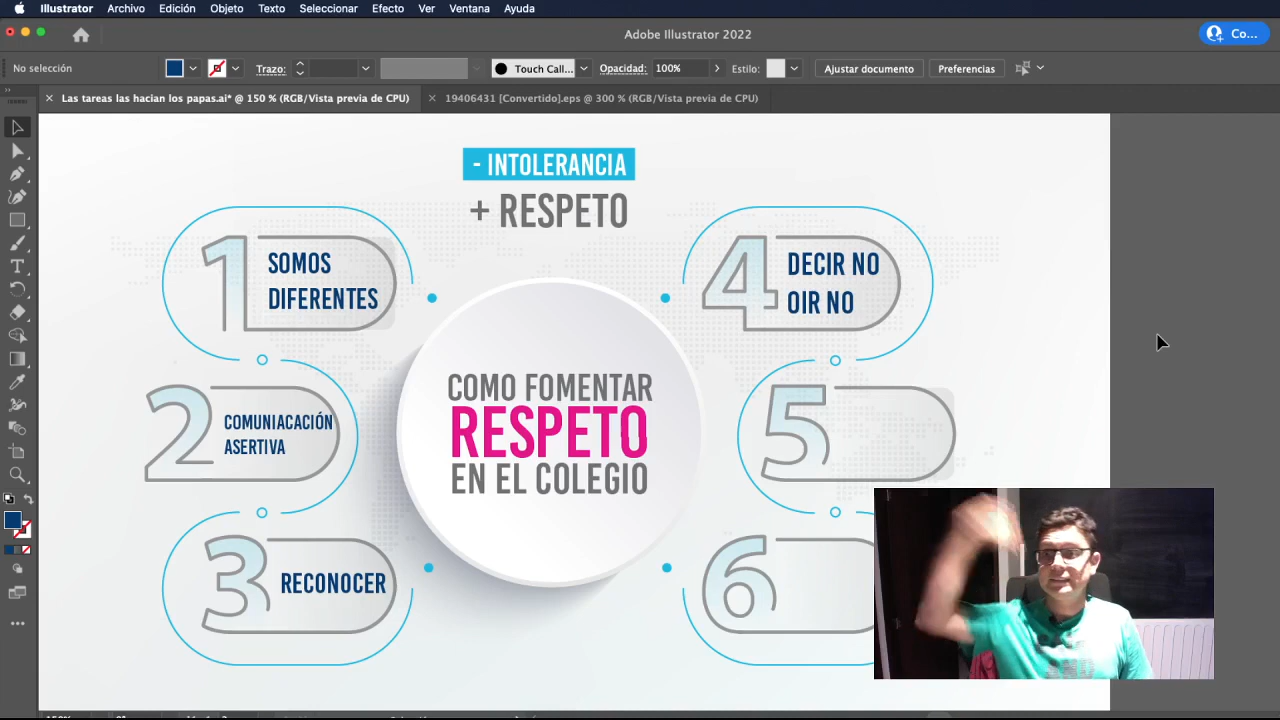 Illustrator Archivo Edición Objeto Texto Seleccionar Efecto Ver Ventana Ayuda
Adobe Illustrator 2022
Co...
No selección
Trazo:
Touch Call...
Opacidad:
100%
Estilo:
Ajustar documento
Preferencias
Las tareas las hacian los papas.ai* @ 150 % (RGB/Vista previa de CPU)
19406431 [Convertido].eps @ 300 % (RGB/Vista previa de CPU)
- INTOLERANCIA
+ RESPETO
1
SOMOS
DIFERENTES
2
COMUNIACACIÓN
ASERTIVA
3
RECONOCER
COMO FOMENTAR
RESPETO
EN EL COLEGIO
4
DECIR NO
OIR NO
5
6